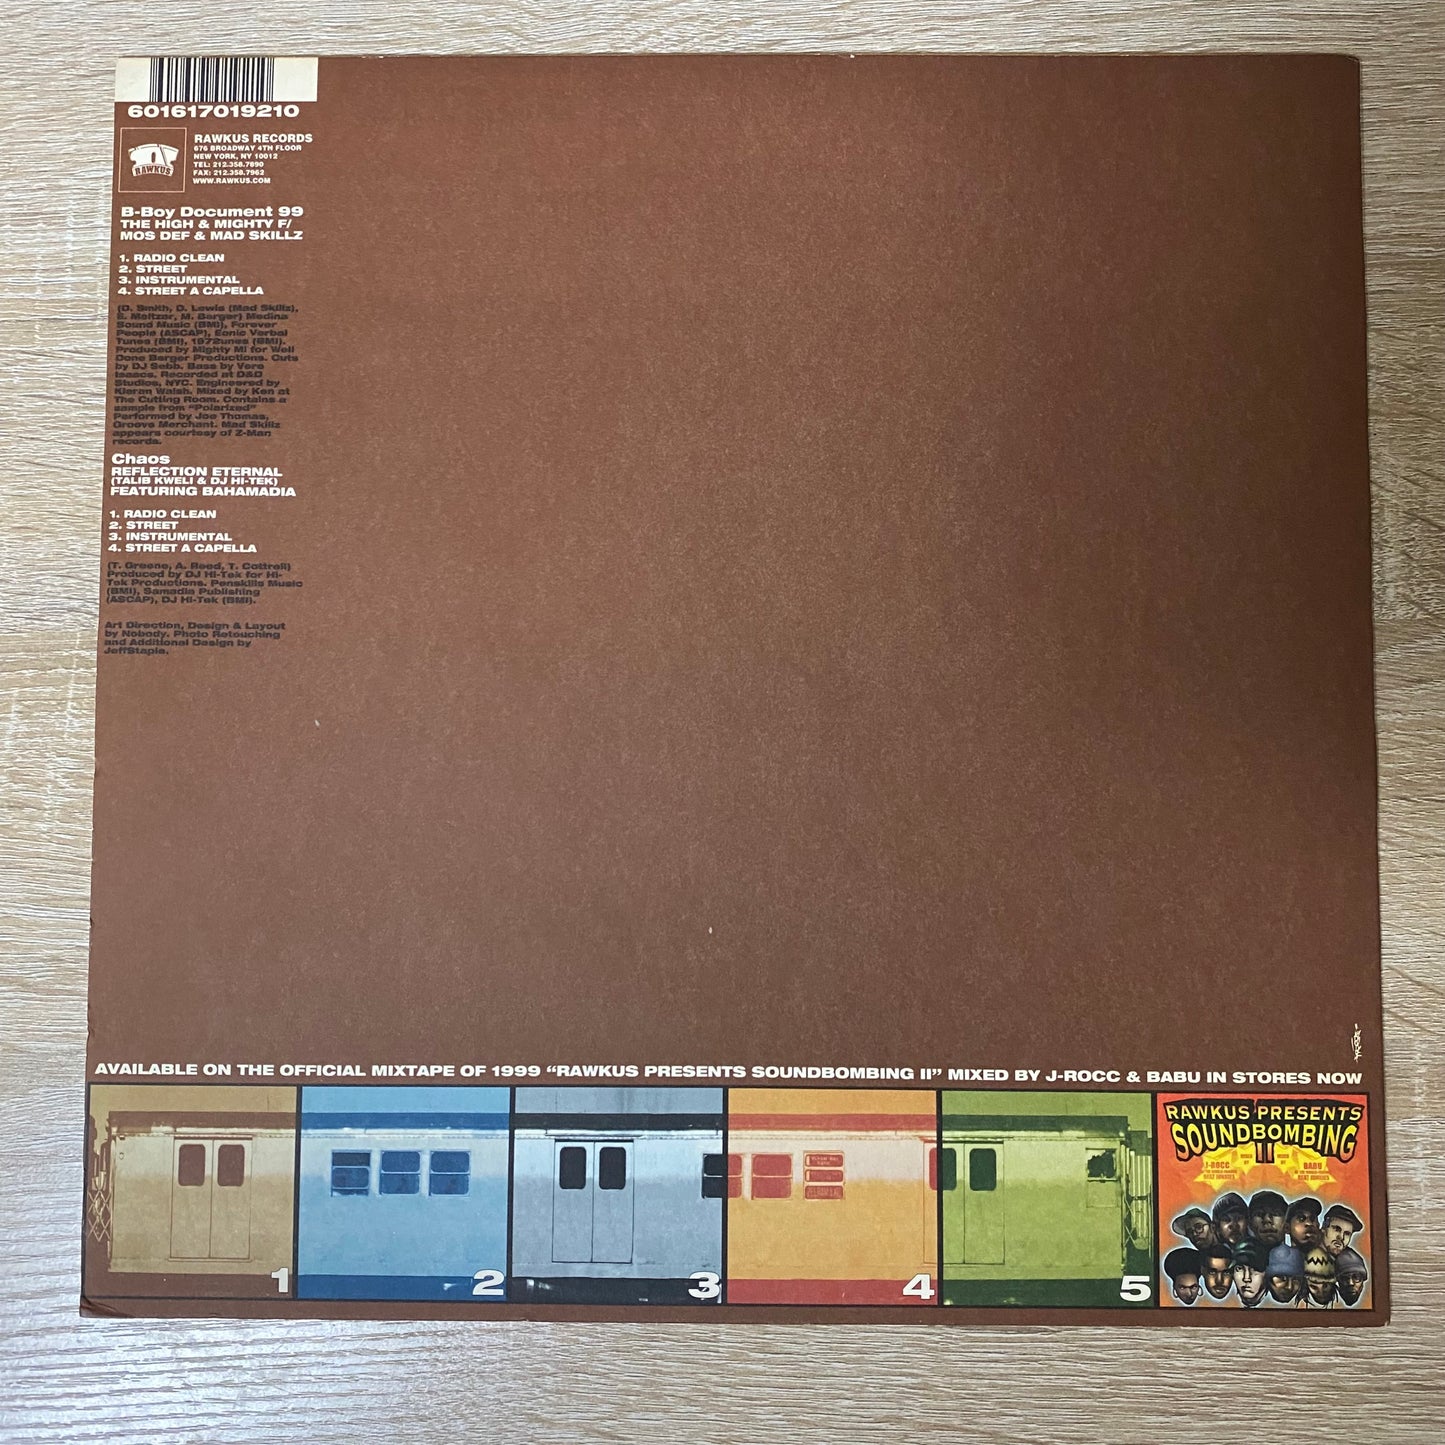 601617019210
RAWKUS
RAWKUS RECORDS
676 BROADWAY 4TH FLOOR
NEW YORK, NY 10012
TEL: 212.358.7890
FAX: 212.358.7962
WWW.RAWKUS.COM
B-Boy Document 99
THE HIGH & MIGHTY F/
MOS DEF & MAD SKILLZ
1. RADIO CLEAN
2. STREET
3. INSTRUMENTAL
4. STREET A CAPELLA
(D. Smith, D. Lewis (Mad Skillz),
E. Meltzer, M. Berger) Medina
Sound Music (BMI), Forever
People (ASCAP), Eonic Verbal
Tunes (BMI), 1972unes (BMI).
Produced by Mighty Mi for Well
Done Berger Productions. Cuts
by DJ Sebb. Bass by Vere
Isaacs. Recorded at D&D
Studios, NYC. Engineered by
Kieran Walsh. Mixed by Ken at
The Cutting Room. Contains a
sample from "Polarized"
Performed by Joe Thomas,
Groove Merchant. Mad Skillz
appears courtesy of Z-Man
records.
Chaos
REFLECTION ETERNAL
(TALIB KWELI & DJ HI-TEK)
FEATURING BAHAMADIA
1. RADIO CLEAN
2. STREET
3. INSTRUMENTAL
4. STREET A CAPELLA
(T. Greene, A. Reed, T. Cottrell)
Produced by DJ Hi-Tek for Hi-
Tek Productions. Penskills Music
(BMI), Samadia Publishing
(ASCAP), DJ Hi-Tek (BMI).
Art Direction, Design & Layout
by Nobody. Photo Retouching
and Additional Design by
JeffStaple.
AVAILABLE ON THE OFFICIAL MIXTAPE OF 1999 “RAWKUS PRESENTS SOUNDBOMBING II” MIXED BY J-ROCC & BABU IN STORES NOW
1
2
3
4
5
RAWKUS PRESENTS
SOUNDBOMBING
II
J-ROCC
MIXED BY
MIXED BY
BABU
BEAT JUNKIES
BEAT JUNKIES